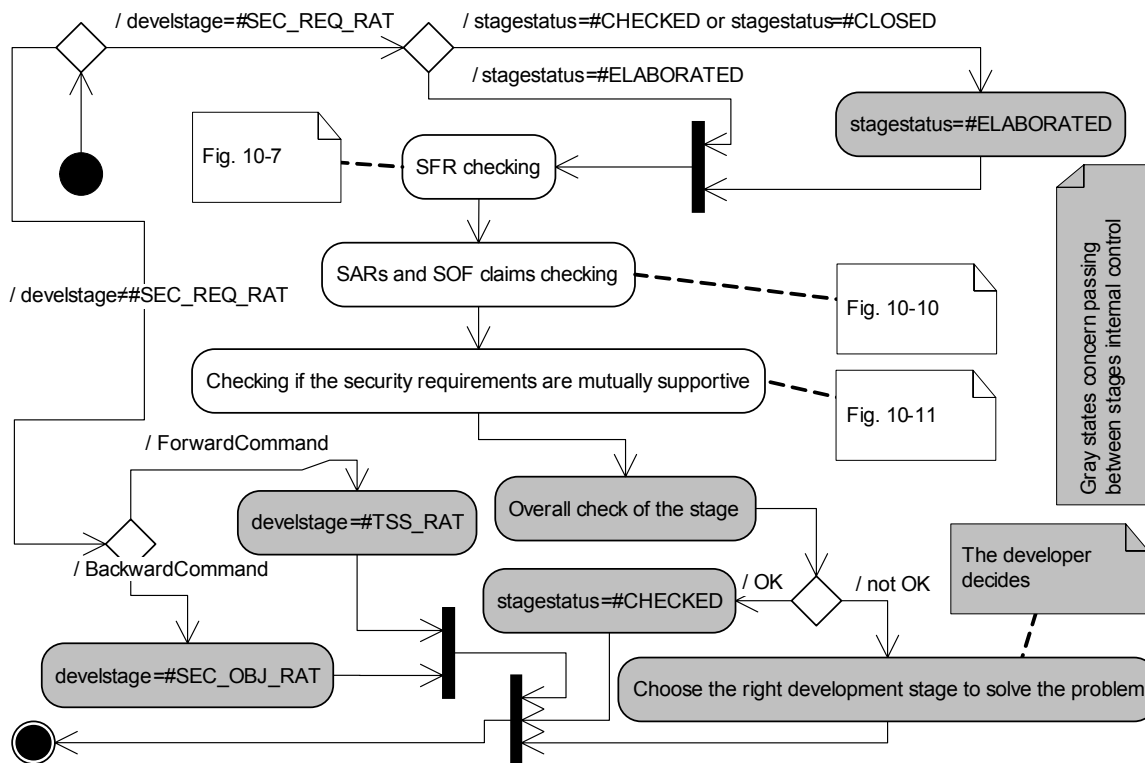 / develstage=#SEC_REQ_RAT
/ stagestatus=#CHECKED or stagestatus=#CLOSED
/ stagestatus=#ELABORATED
stagestatus=#ELABORATED
Fig. 10-7
SFR checking
SARs and SOF claims checking
/ develstage≠#SEC_REQ_RAT
Fig. 10-10
Gray states concern passing
between stages internal control
Checking if the security requirements are mutually supportive
Fig. 10-11
/ ForwardCommand
develstage=#TSS_RAT
Overall check of the stage
The developer
decides
/ BackwardCommand
/ OK
/ not OK
stagestatus=#CHECKED
develstage=#SEC_OBJ_RAT
Choose the right development stage to solve the problem